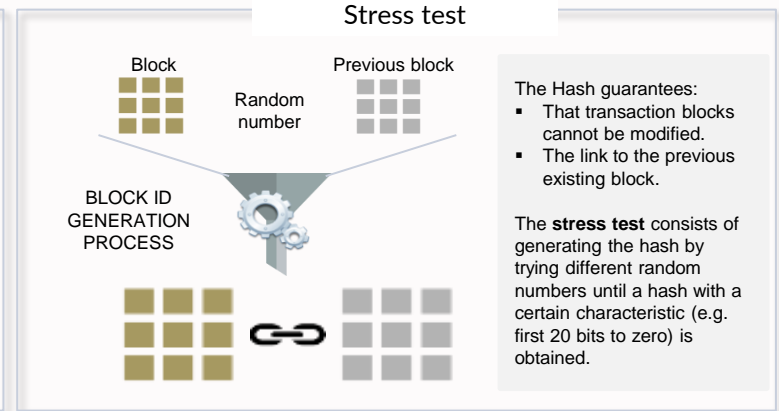 Stress test
Block
Previous block
Random
number
BLOCK ID
GENERATION
PROCESS
The Hash guarantees:
▪ That transaction blocks
cannot be modified.
▪ The link to the previous
existing block.
The stress test consists of
generating the hash by
trying different random
numbers until a hash with a
certain characteristic (e.g.
first 20 bits to zero) is
obtained.